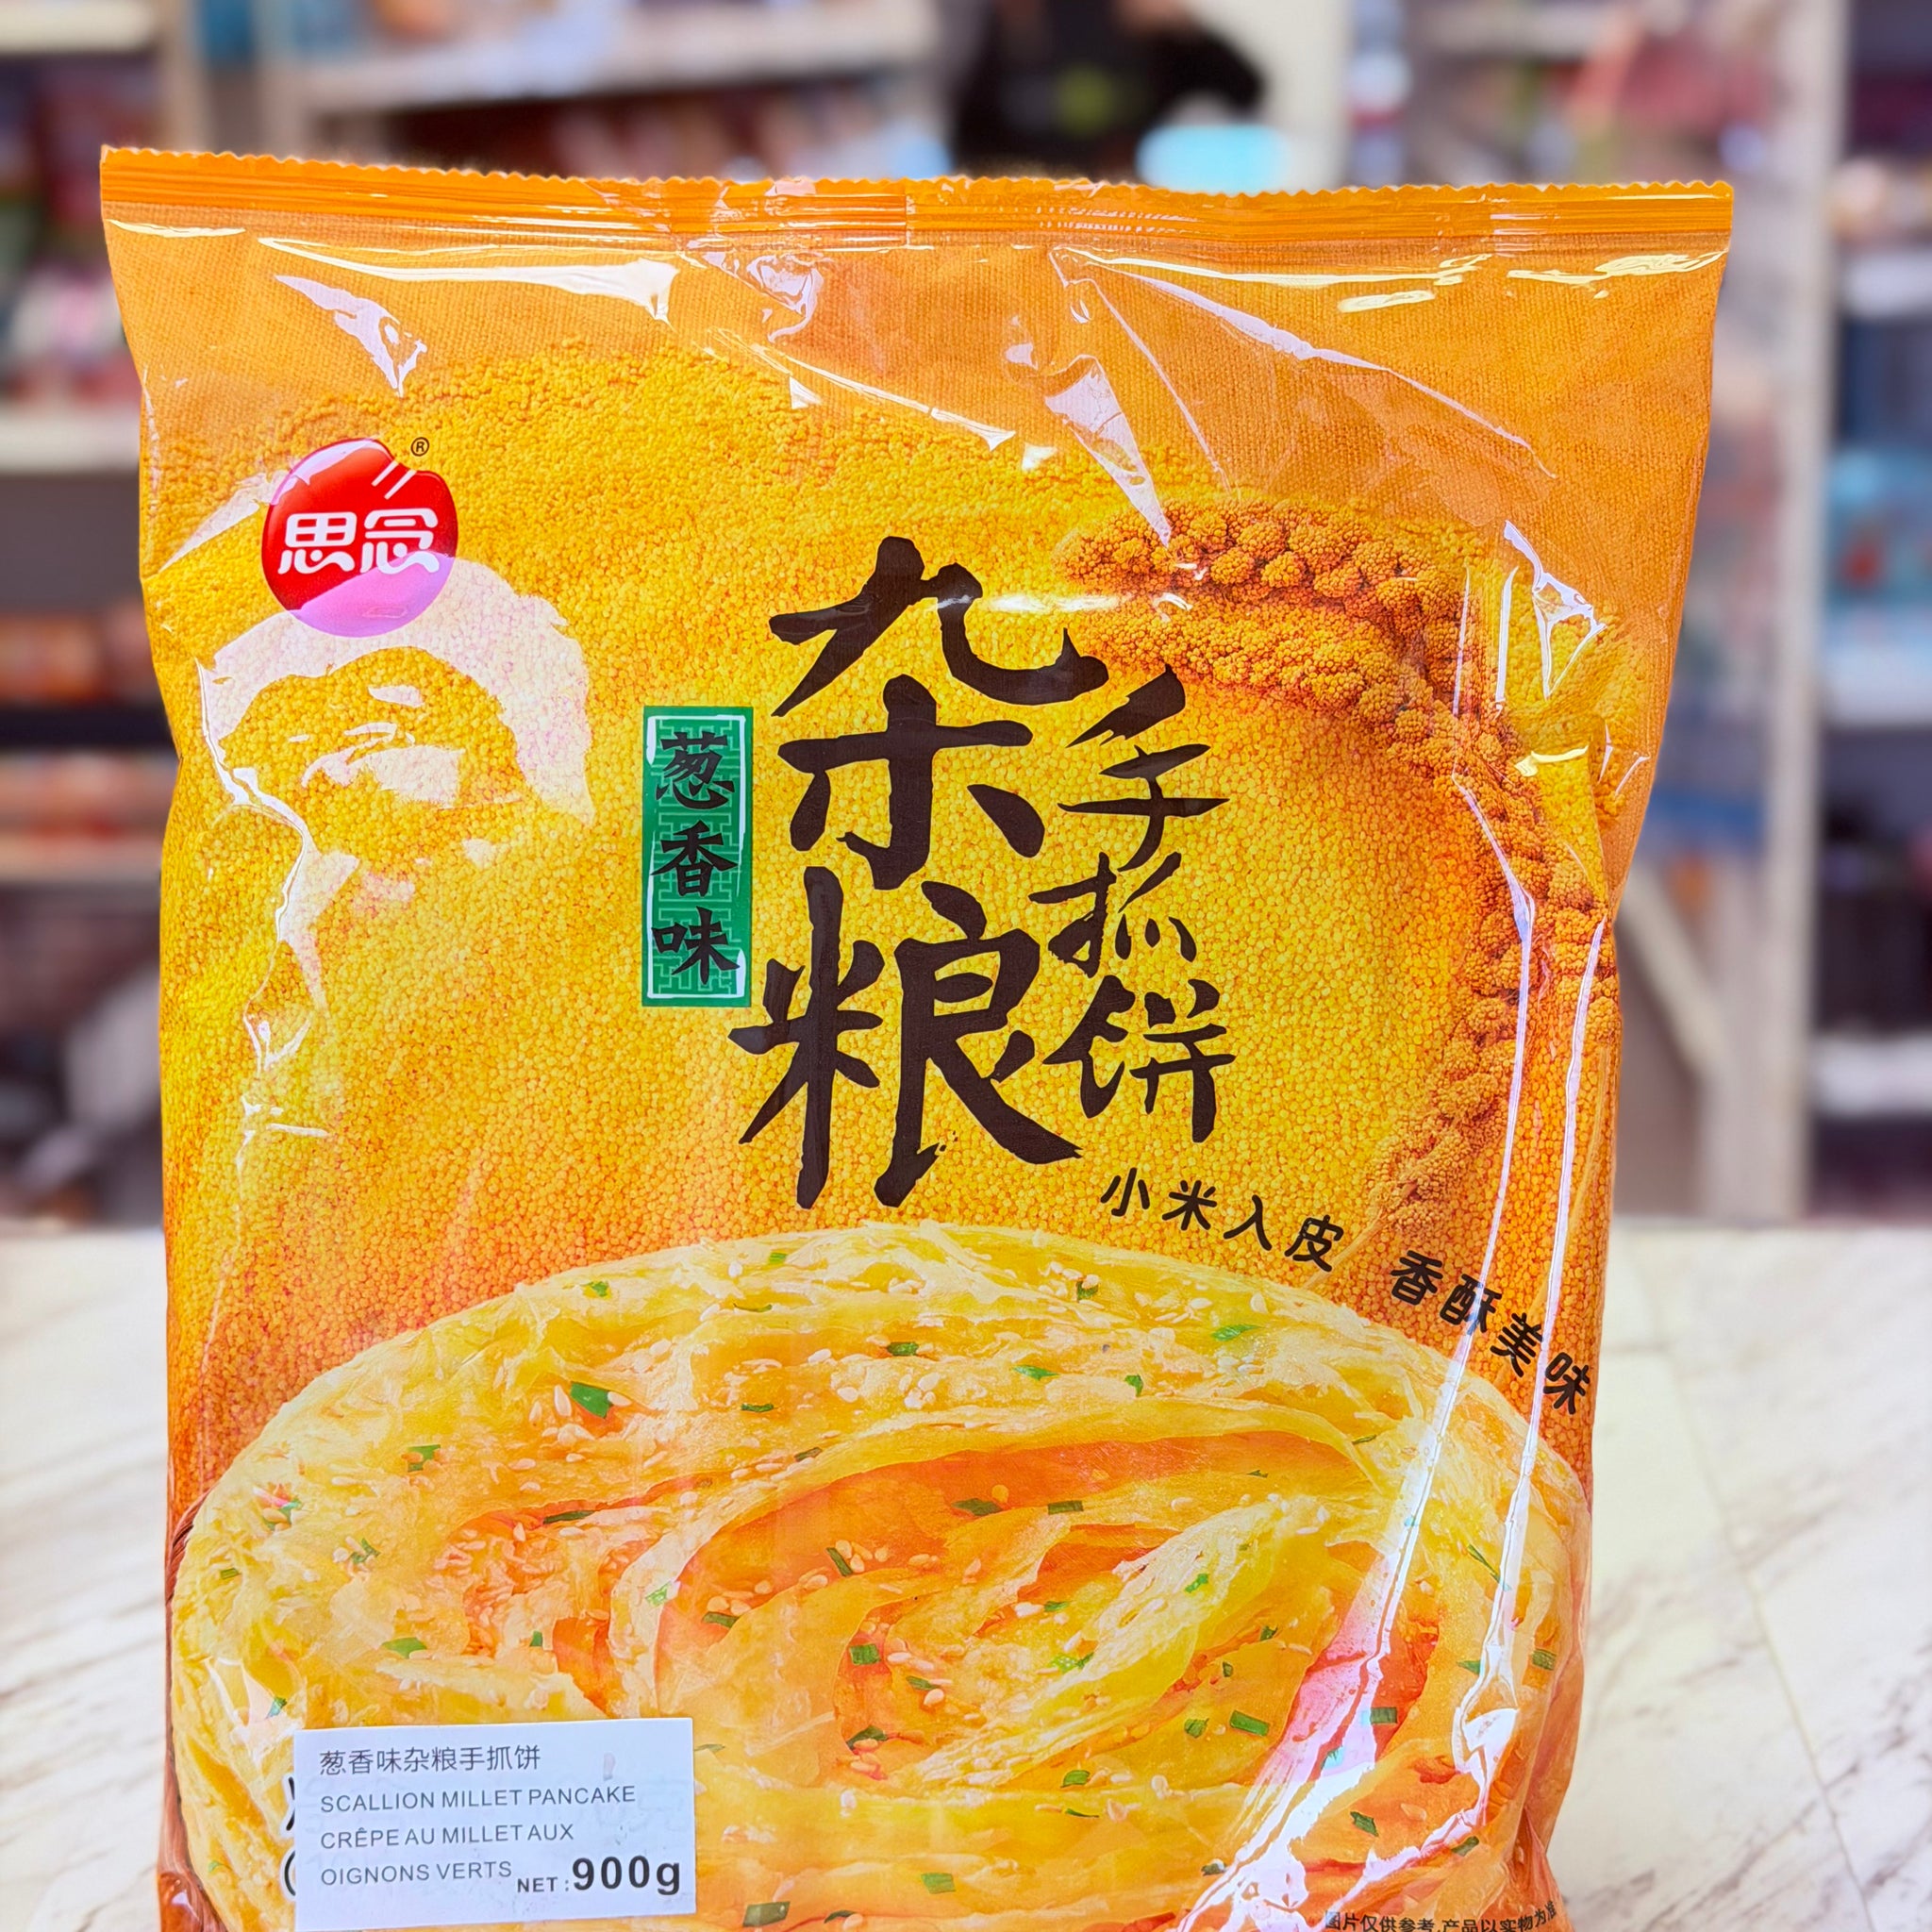 思念®
葱香味
杂粮
手抓饼
小米入皮 香酥美味
葱香味杂粮手抓饼
SCALLION MILLET PANCAKE
CRÊPE AU MILLET AUX
OIGNONS VERTS
NET : 900g
图片仅供参考,产品以实物为准